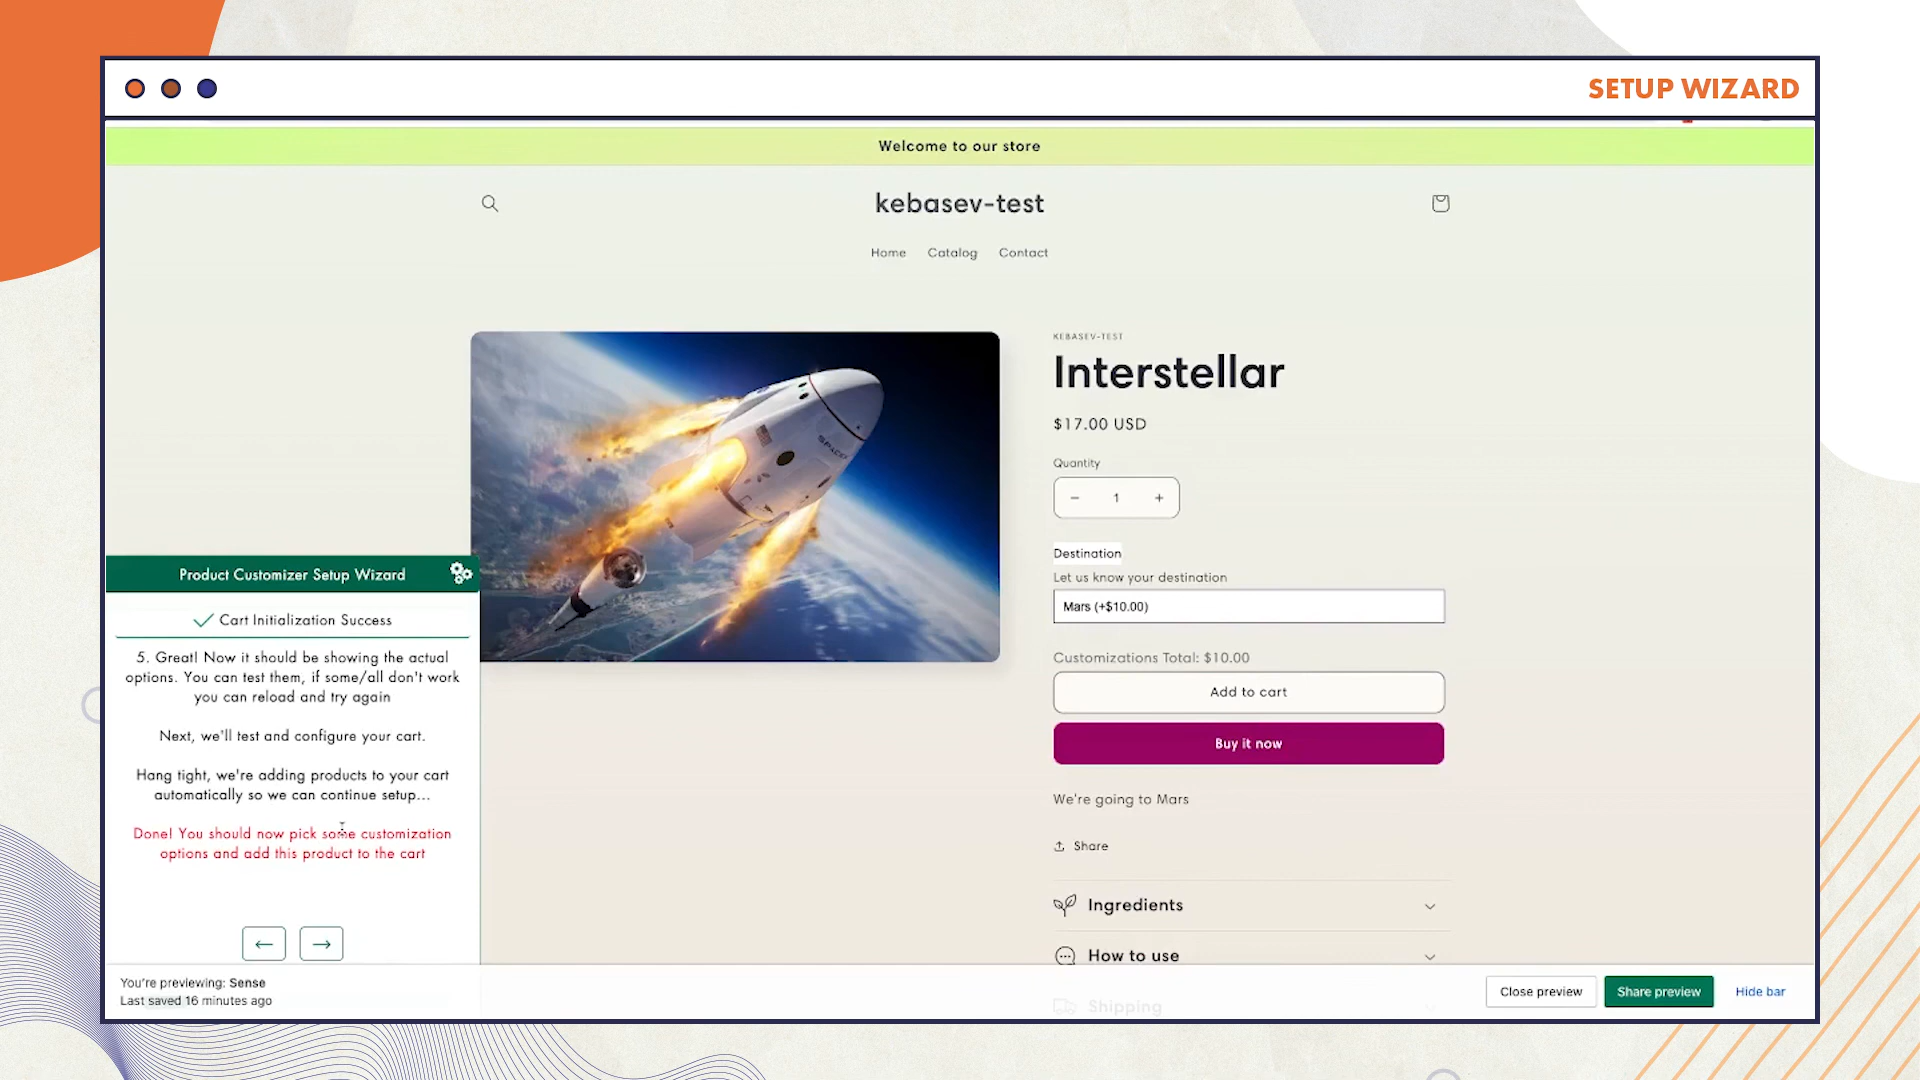 SETUP WIZARD
Welcome to our store
kebasev-test
Home Catalog Contact
KEBASEV-TEST
Interstellar
$17.00 USD
Quantity
− 1 +
Destination
Let us know your destination
Mars (+$10.00)
Customizations Total: $10.00
Add to cart
Buy it now
We're going to Mars
Share
Ingredients
How to use
Shipping
SPACEX
Product Customizer Setup Wizard
Cart Initialization Success
5. Great! Now it should be showing the actual
options. You can test them, if some/all don't work
you can reload and try again
Next, we'll test and configure your cart.
Hang tight, we're adding products to your cart
automatically so we can continue setup...
Done! You should now pick some customization
options and add this product to the cart
You're previewing: Sense
Last saved 16 minutes ago
Close preview
Share preview
Hide bar